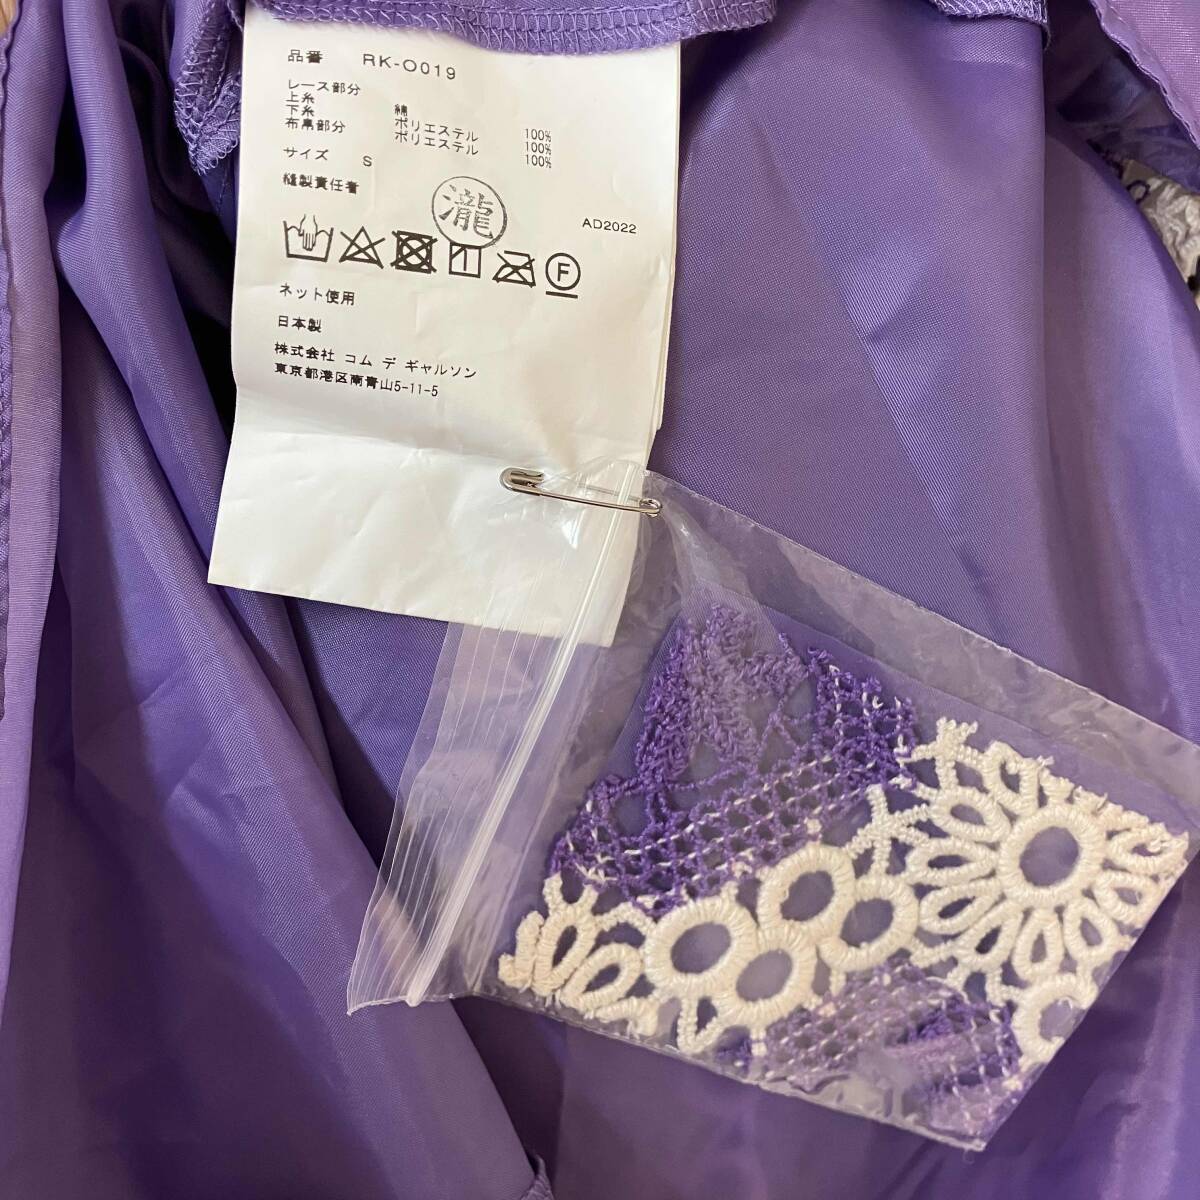 品番 RK-O019
レース部分
上糸 綿 100%
下糸 ポリエステル 100%
布帛部分 ポリエステル 100%
サイズ S
縫製責任者
瀧
AD2022
F
ネット使用
日本製
株式会社 コム デ ギャルソン
東京都港区南青山5-11-5